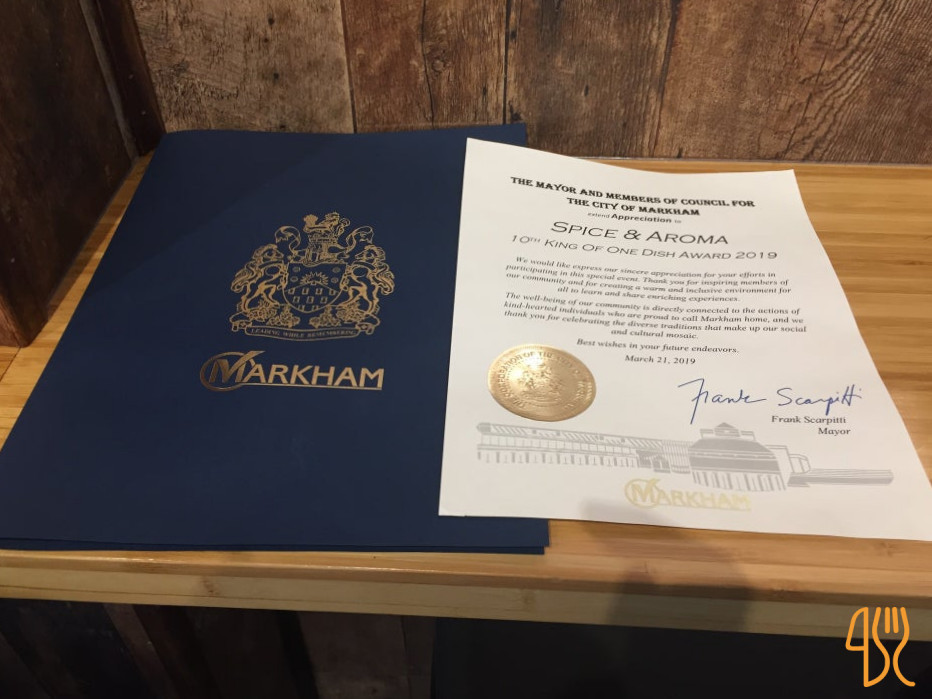 LEADING WHILE REMEMBERING
MARKHAM
THE MAYOR AND MEMBERS OF COUNCIL FOR
THE CITY OF MARKHAM
extend Appreciation to
SPICE & AROMA
10TH KING OF ONE DISH AWARD 2019
We would like express our sincere appreciation for your efforts in
participating in this special event. Thank you for inspiring members of
our community and for creating a warm and inclusive environment for
all to learn and share enriching experiences.
The well-being of our community is directly connected to the actions of
kind-hearted individuals who are proud to call Markham home, and we
thank you for celebrating the diverse traditions that make up our social
and cultural mosaic.
Best wishes in your future endeavors.
March 21, 2019
Frank Scarpitti
Frank Scarpitti
Mayor
MARKHAM